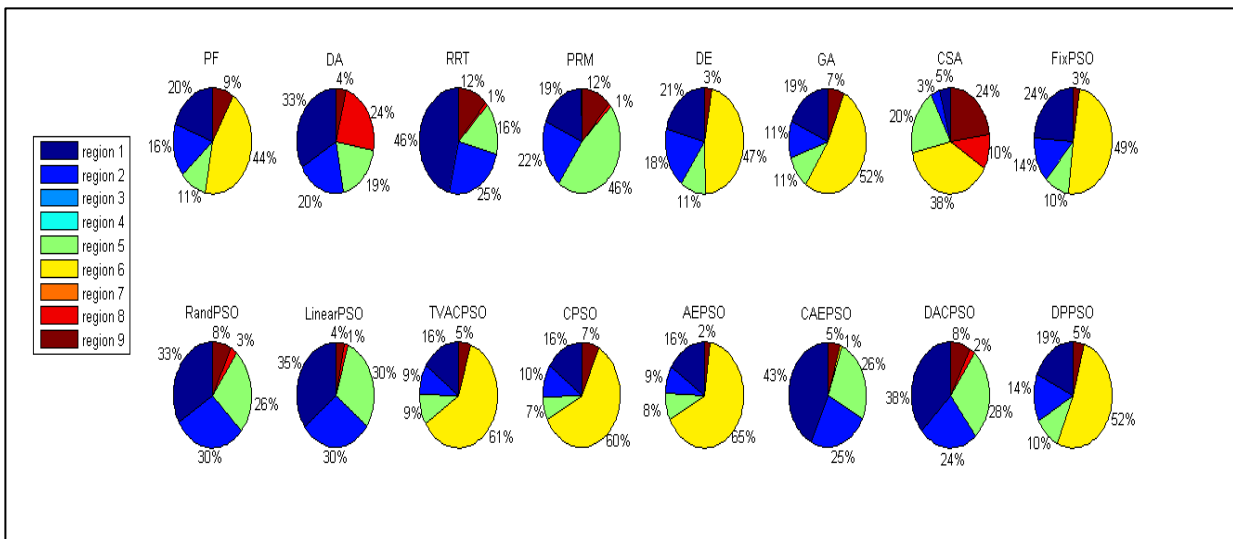 PF DA RRT PRM DE GA CSA FixPSO
20% 9% 44% 11% 16%
33% 4% 24% 19% 20%
46% 12% 1% 16% 25%
19% 12% 1% 46% 22%
21% 3% 47% 11% 18%
19% 7% 52% 11% 11%
3% 5% 24% 10% 38% 20%
24% 3% 49% 10% 14%
region 1
region 2
region 3
region 4
region 5
region 6
region 7
region 8
region 9
RandPSO LinearPSO TVACPSO CPSO AEPSO CAEPSO DACPSO DPPSO
33% 8% 3% 26% 30%
35% 4% 1% 30% 30%
16% 5% 61% 9% 9%
16% 7% 60% 7% 10%
16% 2% 65% 8% 9%
43% 5% 1% 26% 25%
38% 8% 2% 28% 24%
19% 5% 52% 10% 14%